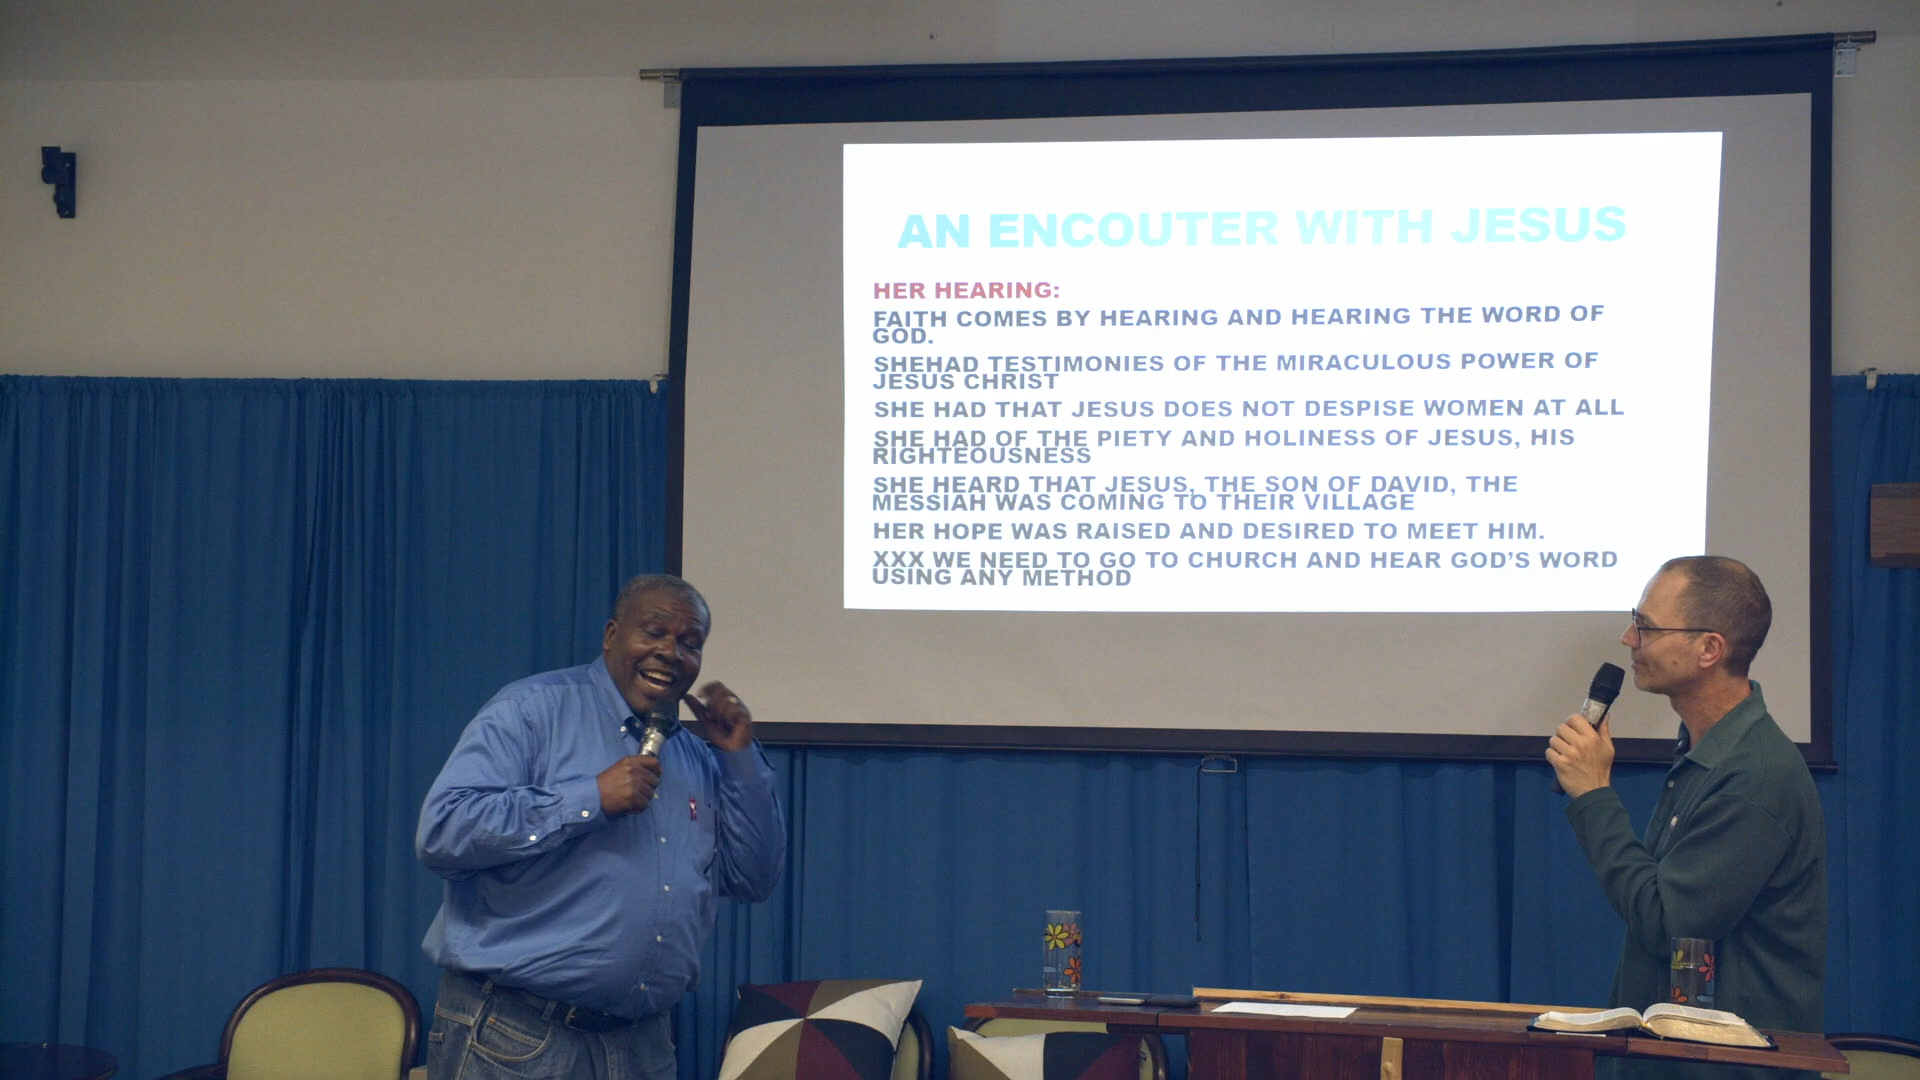 AN ENCOUTER WITH JESUS
HER HEARING:
FAITH COMES BY HEARING AND HEARING THE WORD OF
GOD.
SHEHAD TESTIMONIES OF THE MIRACULOUS POWER OF
JESUS CHRIST
SHE HAD THAT JESUS DOES NOT DESPISE WOMEN AT ALL
SHE HAD OF THE PIETY AND HOLINESS OF JESUS, HIS
RIGHTEOUSNESS
SHE HEARD THAT JESUS, THE SON OF DAVID, THE
MESSIAH WAS COMING TO THEIR VILLAGE
HER HOPE WAS RAISED AND DESIRED TO MEET HIM.
XXX WE NEED TO GO TO CHURCH AND HEAR GOD'S WORD
USING ANY METHOD